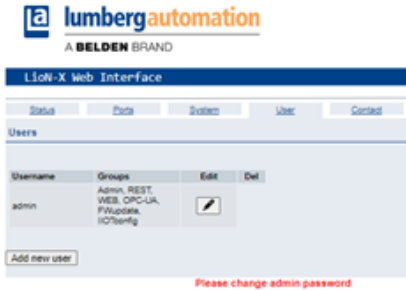 la lumbergautomation
A BELDEN BRAND
LioN-X Web Interface
Status Ports System User Contact
Users
Username Groups Edit Del
admin
Admin, REST,
WEB, OPC-UA,
FWupdate,
IIOTconfig
Add new user
Please change admin password